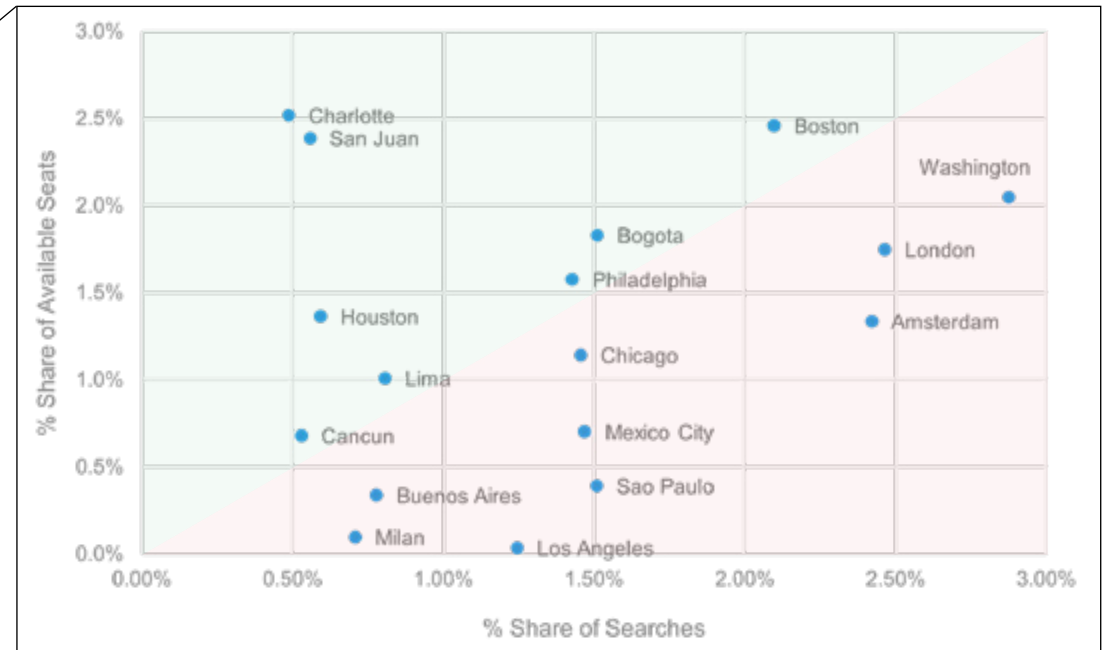 3.0%
Charlotte
2.5%
Boston
San Juan
Washington
2.0%
Bogota
London
Philadelphia
1.5%
Houston
Amsterdam
Chicago
1.0%
Lima
Cancun
Mexico City
0.5%
Sao Paulo
Buenos Aires
Milan
Los Angeles
0.0%
0.00% 0.50% 1.00% 1.50% 2.00% 2.50% 3.00%
% Share of Searches
% Share of Available Seats